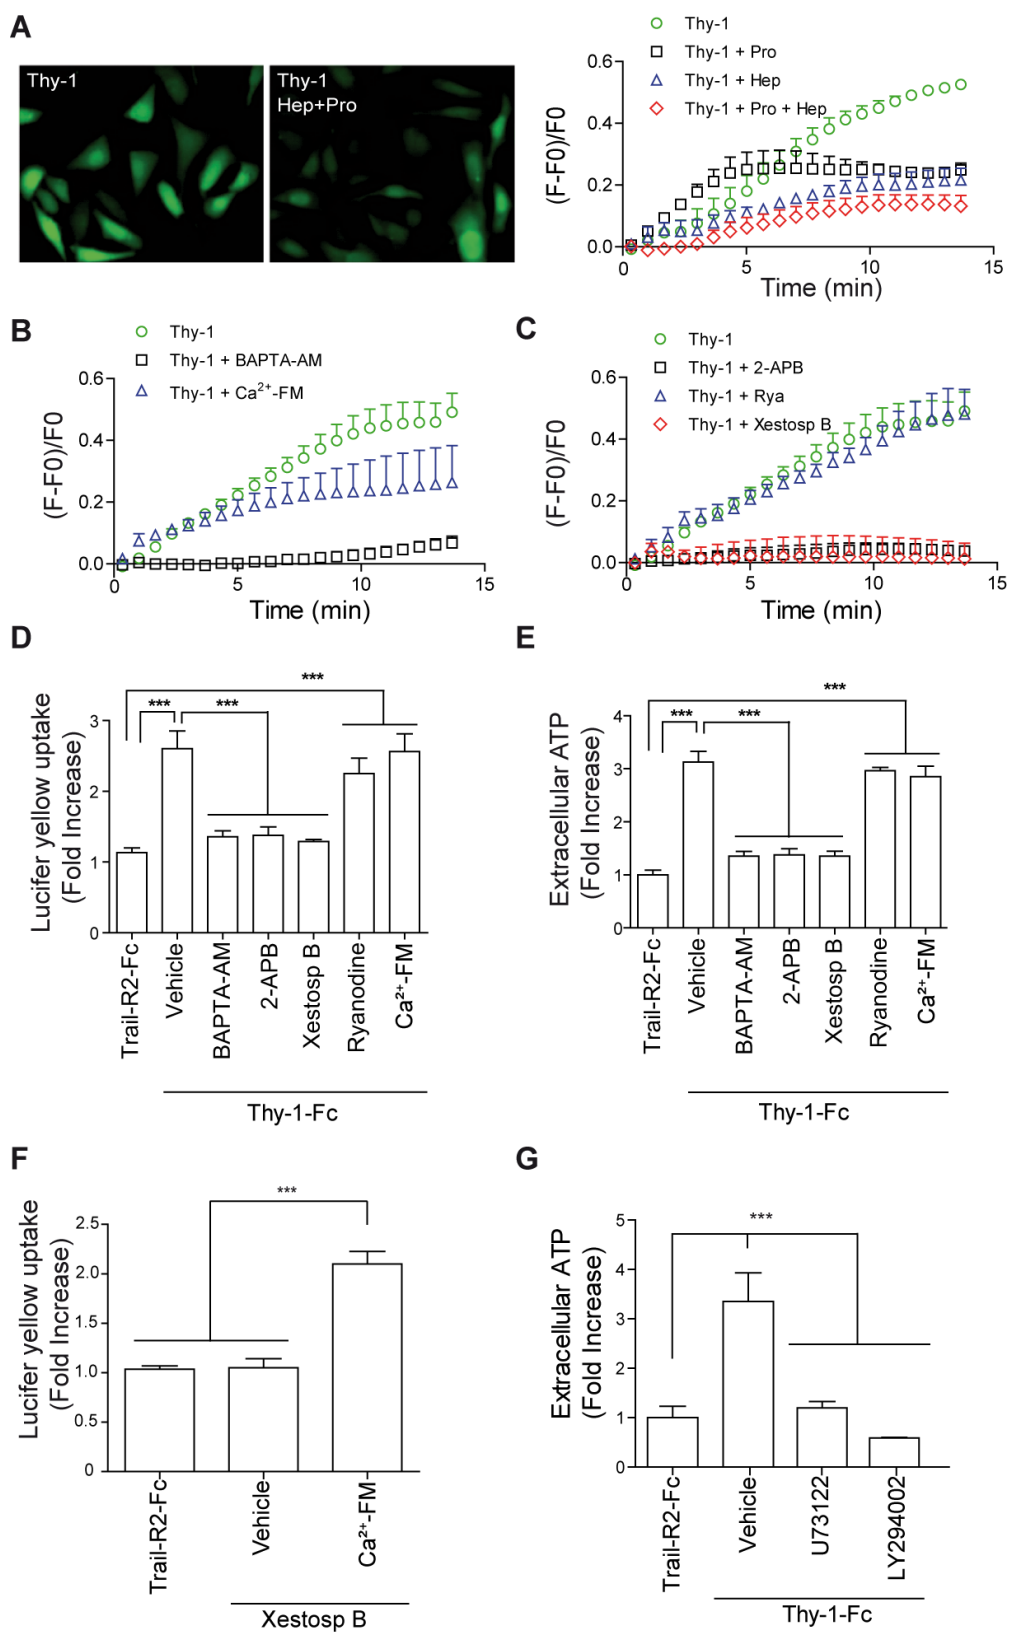 A
Thy-1
Thy-1
Hep+Pro
Thy-1
Thy-1 + Pro
Thy-1 + Hep
Thy-1 + Pro + Hep
(F-F0)/F0
0.6
0.4
0.2
0.0
0
5
10
15
Time (min)
B
Thy-1
Thy-1 + BAPTA-AM
Thy-1 + Ca²⁺-FM
(F-F0)/F0
0.6
0.4
0.2
0.0
0
5
10
15
Time (min)
C
Thy-1
Thy-1 + 2-APB
Thy-1 + Rya
Thy-1 + Xestosp B
(F-F0)/F0
0.6
0.4
0.2
0.0
0
5
10
15
Time (min)
D
Lucifer yellow uptake
(Fold Increase)
***
***
***
3
2
1
0
Trail-R2-Fc
Vehicle
BAPTA-AM
2-APB
Xestosp B
Ryanodine
Ca²⁺-FM
Thy-1-Fc
E
Extracellular ATP
(Fold Increase)
***
***
***
4
3
2
1
0
Trail-R2-Fc
Vehicle
BAPTA-AM
2-APB
Xestosp B
Ryanodine
Ca²⁺-FM
Thy-1-Fc
F
Lucifer yellow uptake
(Fold Increase)
***
2.5
2.0
1.5
1.0
0.5
0
Trail-R2-Fc
Vehicle
Ca²⁺-FM
Xestosp B
G
Extracellular ATP
(Fold Increase)
***
5
4
3
2
1
0
Trail-R2-Fc
Vehicle
U73122
LY294002
Thy-1-Fc